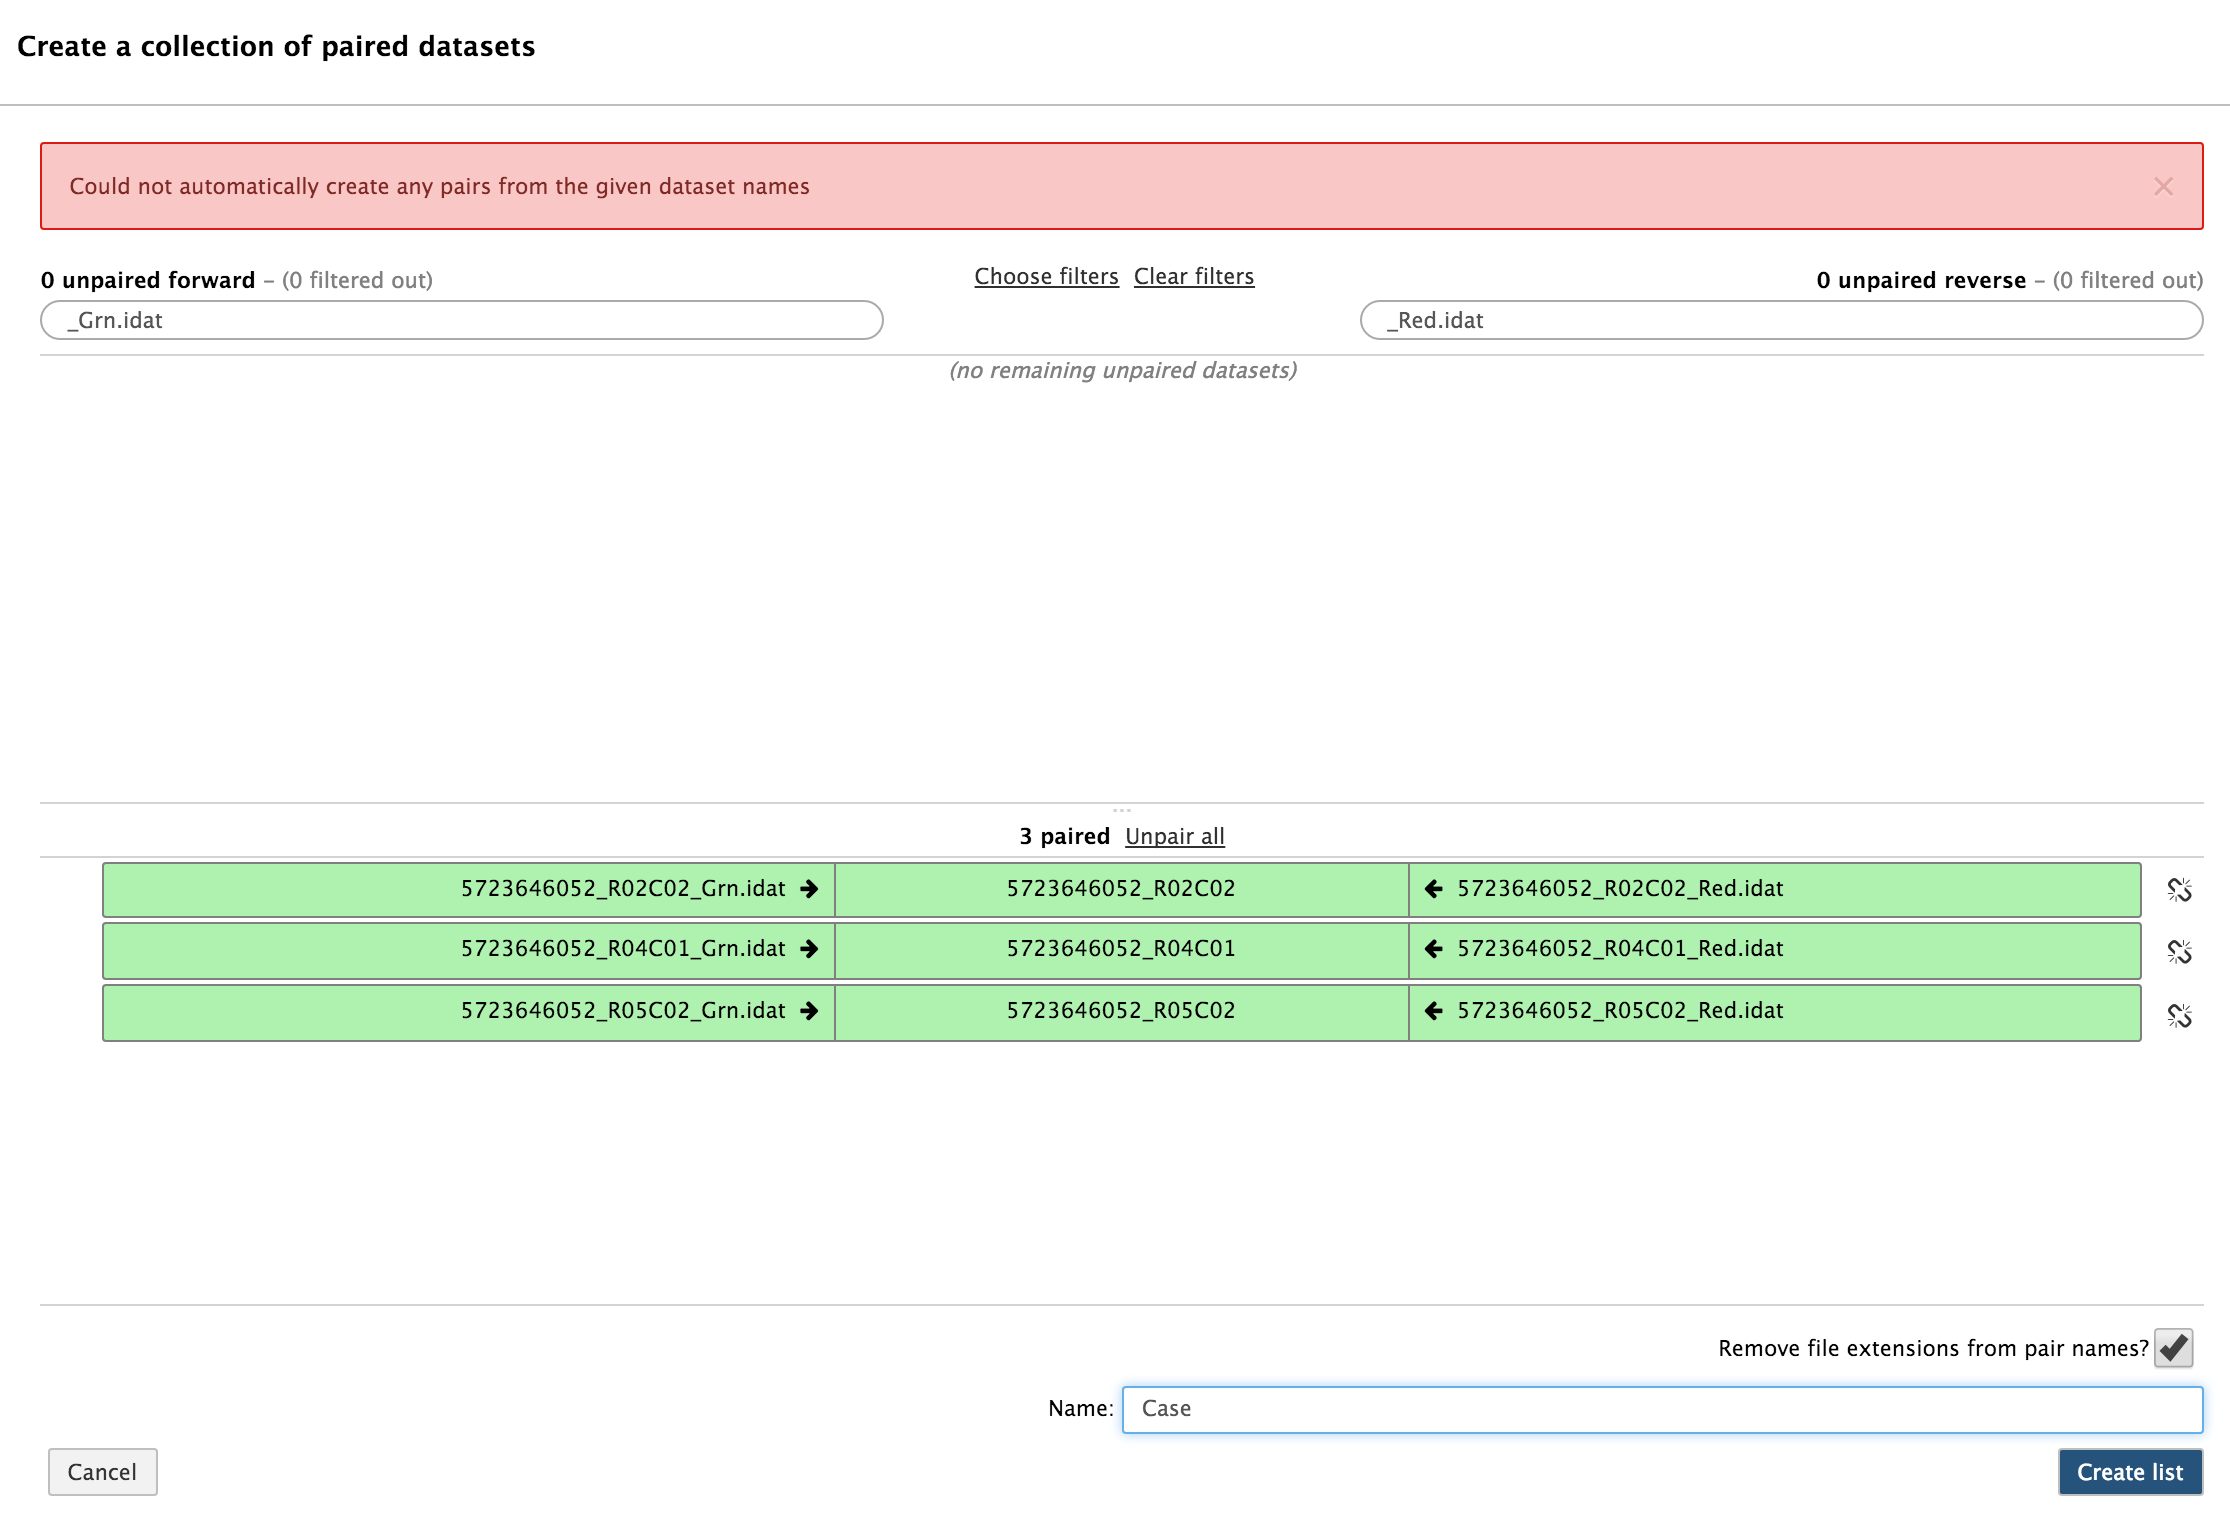 Create a collection of paired datasets
Could not automatically create any pairs from the given dataset names
0 unpaired forward – (0 filtered out)
Choose filters Clear filters
0 unpaired reverse – (0 filtered out)
_Grn.idat
_Red.idat
(no remaining unpaired datasets)
3 paired Unpair all
5723646052_R02C02_Grn.idat 5723646052_R02C02 5723646052_R02C02_Red.idat
5723646052_R04C01_Grn.idat 5723646052_R04C01 5723646052_R04C01_Red.idat
5723646052_R05C02_Grn.idat 5723646052_R05C02 5723646052_R05C02_Red.idat
Remove file extensions from pair names?
Name: Case
Cancel
Create list